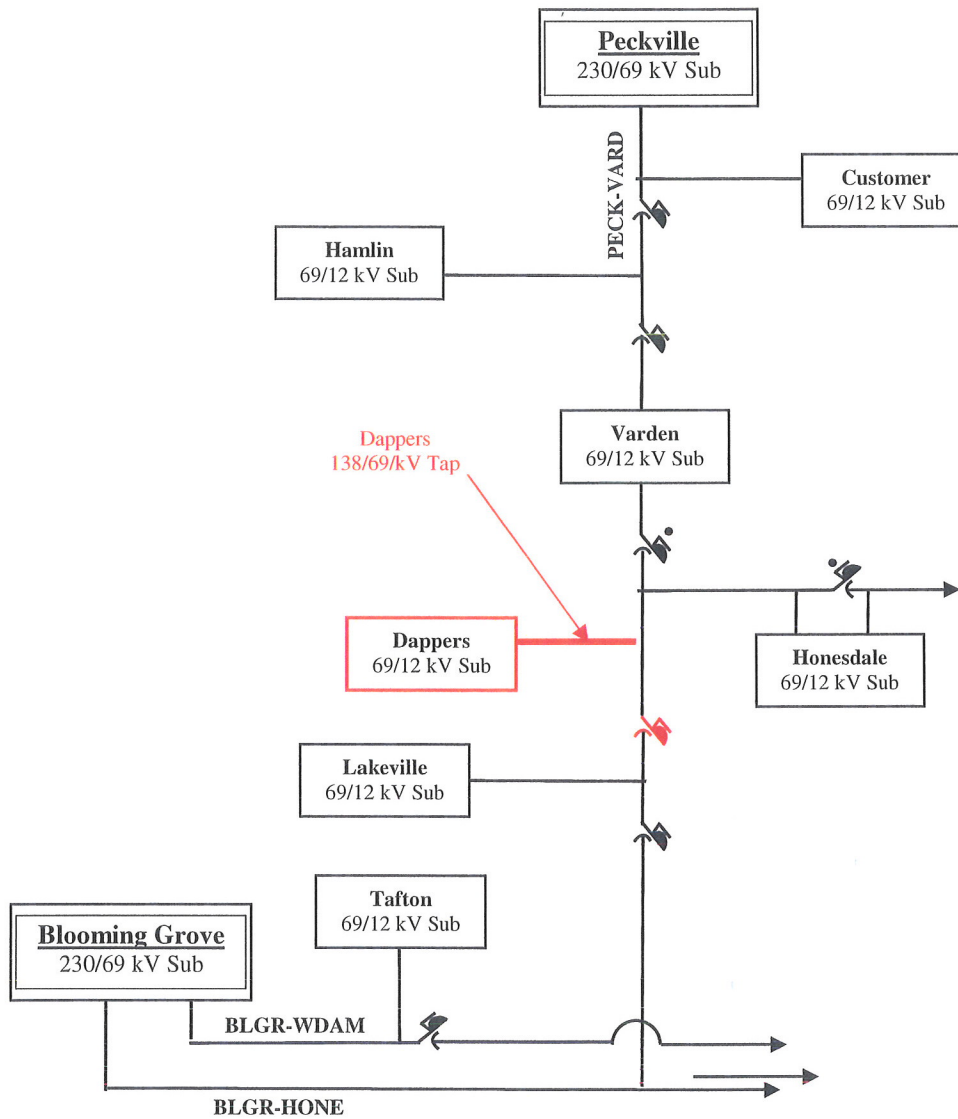 Peckville
230/69 kV Sub
PECK-VARD
Customer
69/12 kV Sub
Hamlin
69/12 kV Sub
Varden
69/12 kV Sub
Dappers
138/69/kV Tap
Dappers
69/12 kV Sub
Honesdale
69/12 kV Sub
Lakeville
69/12 kV Sub
Tafton
69/12 kV Sub
Blooming Grove
230/69 kV Sub
BLGR-WDAM
BLGR-HONE